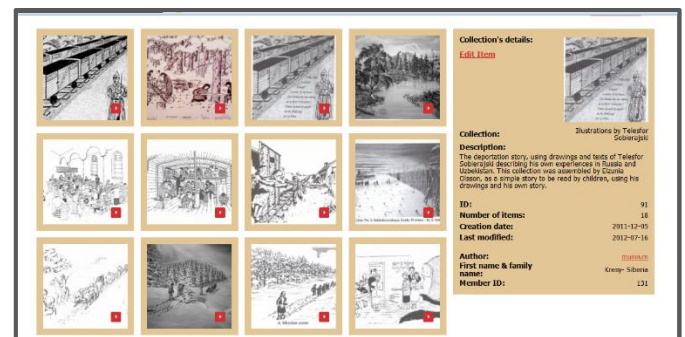 Collection's details:
Edit Item
Collection:
Illustrations by Telesfor
Sobierajski
Description:
The deportation story, using drawings and texts of Telesfor
Sobierajski describing his own experiences in Russia and
Uzbekistan. This collection was assembled by Elzunia
Olsson, as a simple story to be read by children, using his
drawings and his own story.
ID: 91
Number of items: 18
Creation date: 2011-12-05
Last modified: 2012-07-16
Author: museum
First name & family
name: Kresy- Siberia
Member ID: 131